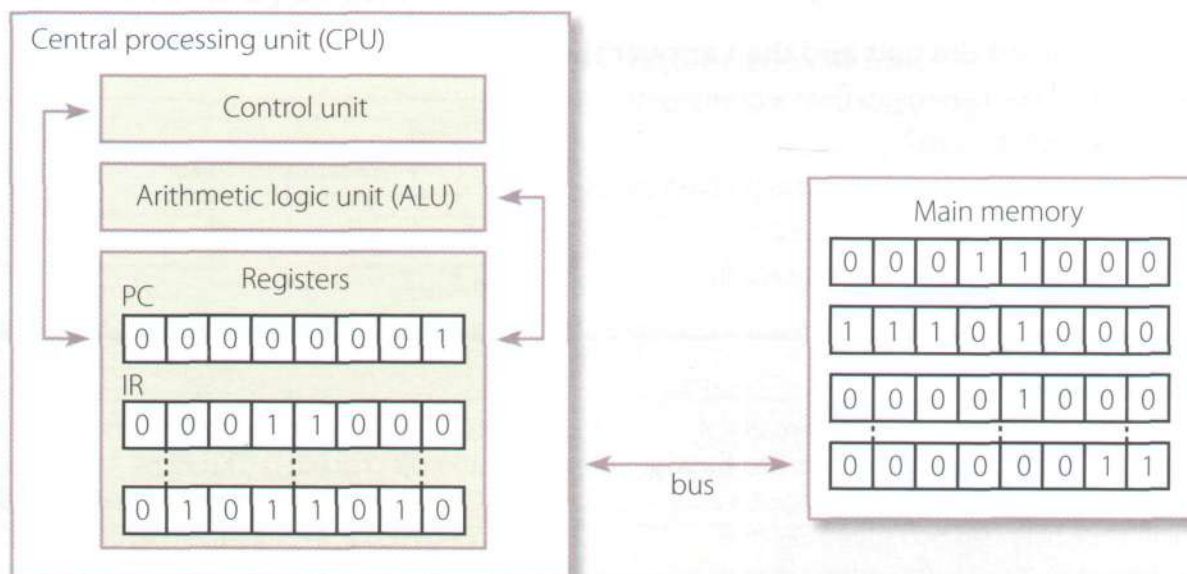 Central processing unit (CPU)
Control unit
Arithmetic logic unit (ALU)
Registers
PC
0 0 0 0 0 0 0 1
IR
0 0 0 1 1 0 0 0
0 1 0 1 1 0 1 0
bus
Main memory
0 0 0 1 1 0 0 0
1 1 1 0 1 0 0 0
0 0 0 0 1 0 0 0
0 0 0 0 0 0 1 1